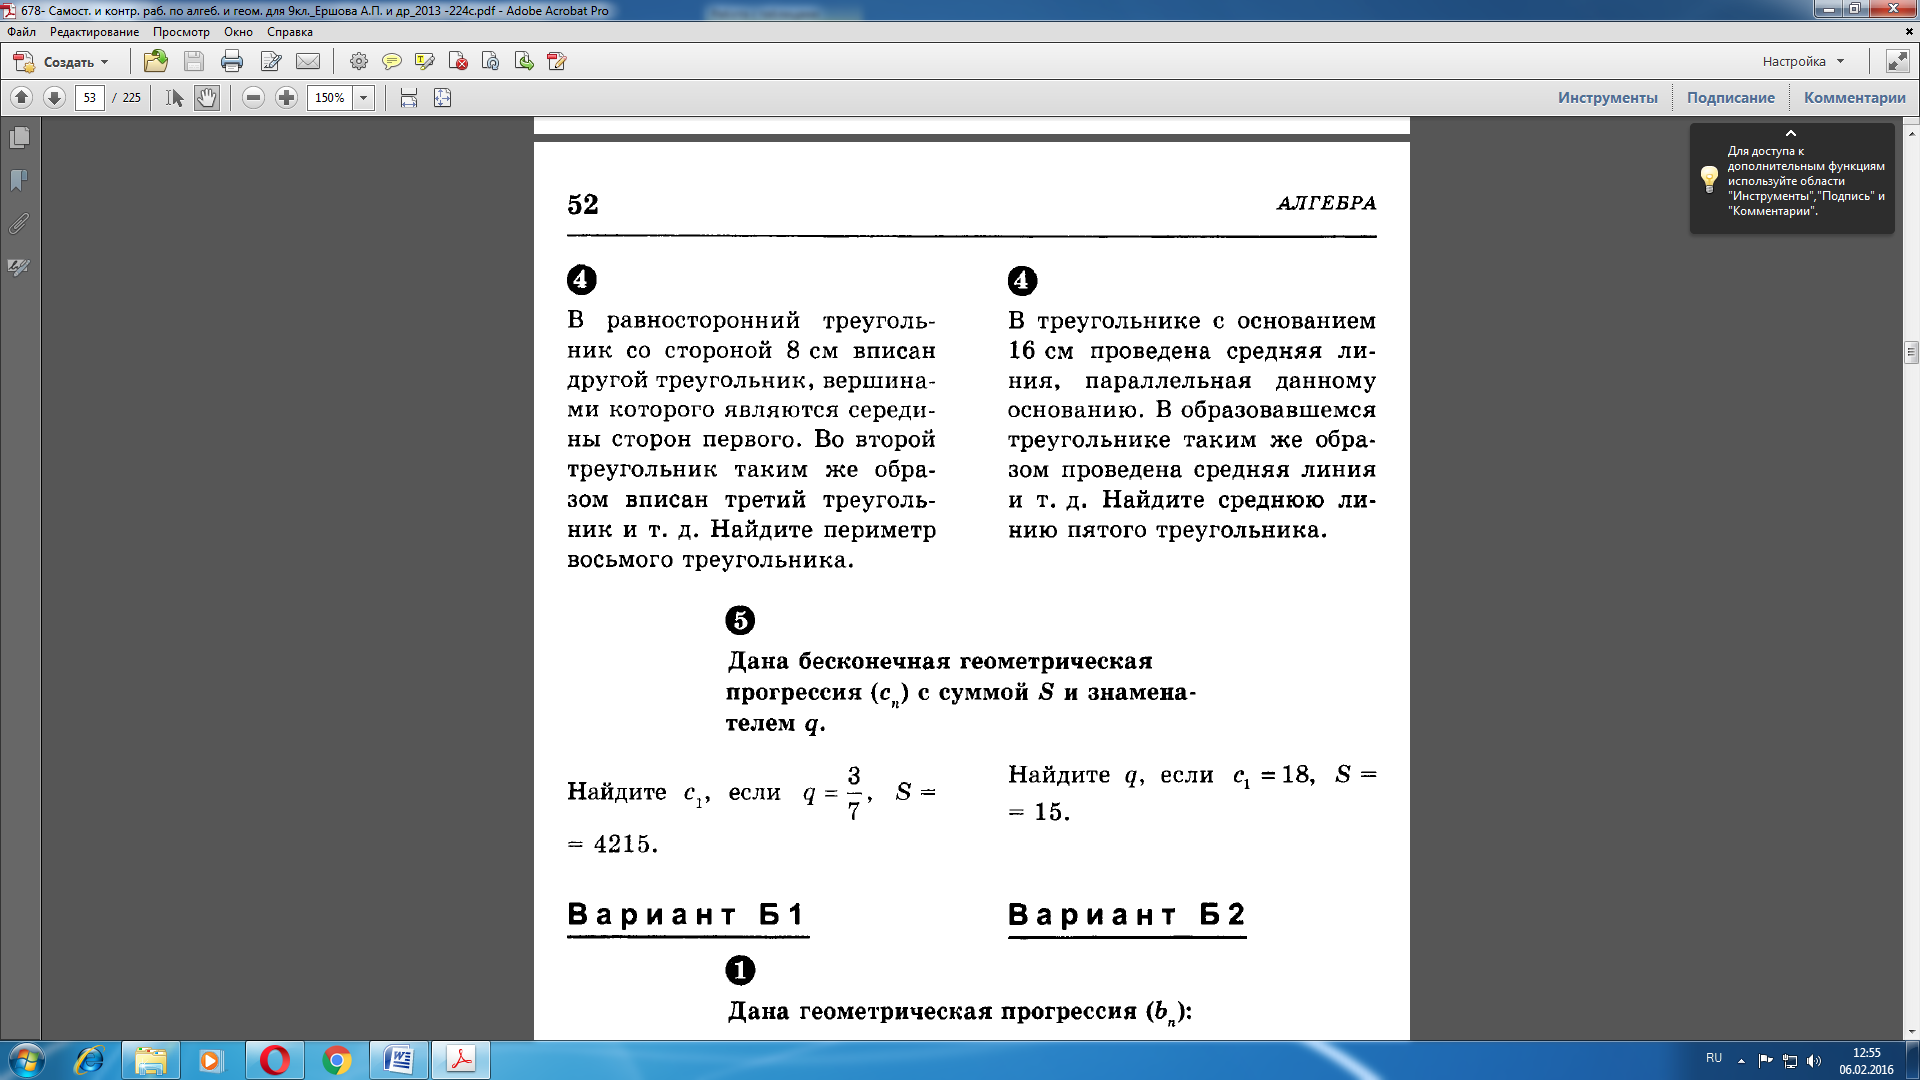 678- Самост. и контр. раб. по алгеб. и геом. для 9кл._Ершова А.П. и др_2013 -224с.pdf - Adobe Acrobat Pro
Файл Редактирование Просмотр Окно Справка
Создать
Настройка
53 / 225
150%
Инструменты Подписание Комментарии
Для доступа к
дополнительным функциям
используйте области
"Инструменты","Подпись" и
"Комментарии".
52
АЛГЕБРА
4
В равносторонний треуголь-
ник со стороной 8 см вписан
другой треугольник, вершина-
ми которого являются середи-
ны сторон первого. Во второй
треугольник таким же обра-
зом вписан третий треуголь-
ник и т. д. Найдите периметр
восьмого треугольника.
4
В треугольнике с основанием
16 см проведена средняя ли-
ния, параллельная данному
основанию. В образовавшемся
треугольнике таким же обра-
зом проведена средняя линия
и т. д. Найдите среднюю ли-
нию пятого треугольника.
5
Дана бесконечная геометрическая
прогрессия (cₙ) с суммой S и знамена-
телем q.
Найдите c₁, если q = 3/7, S =
= 4215.
Найдите q, если c₁ = 18, S =
= 15.
Вариант Б1
Вариант Б2
1
Дана геометрическая прогрессия (bₙ):
RU
12:55
06.02.2016